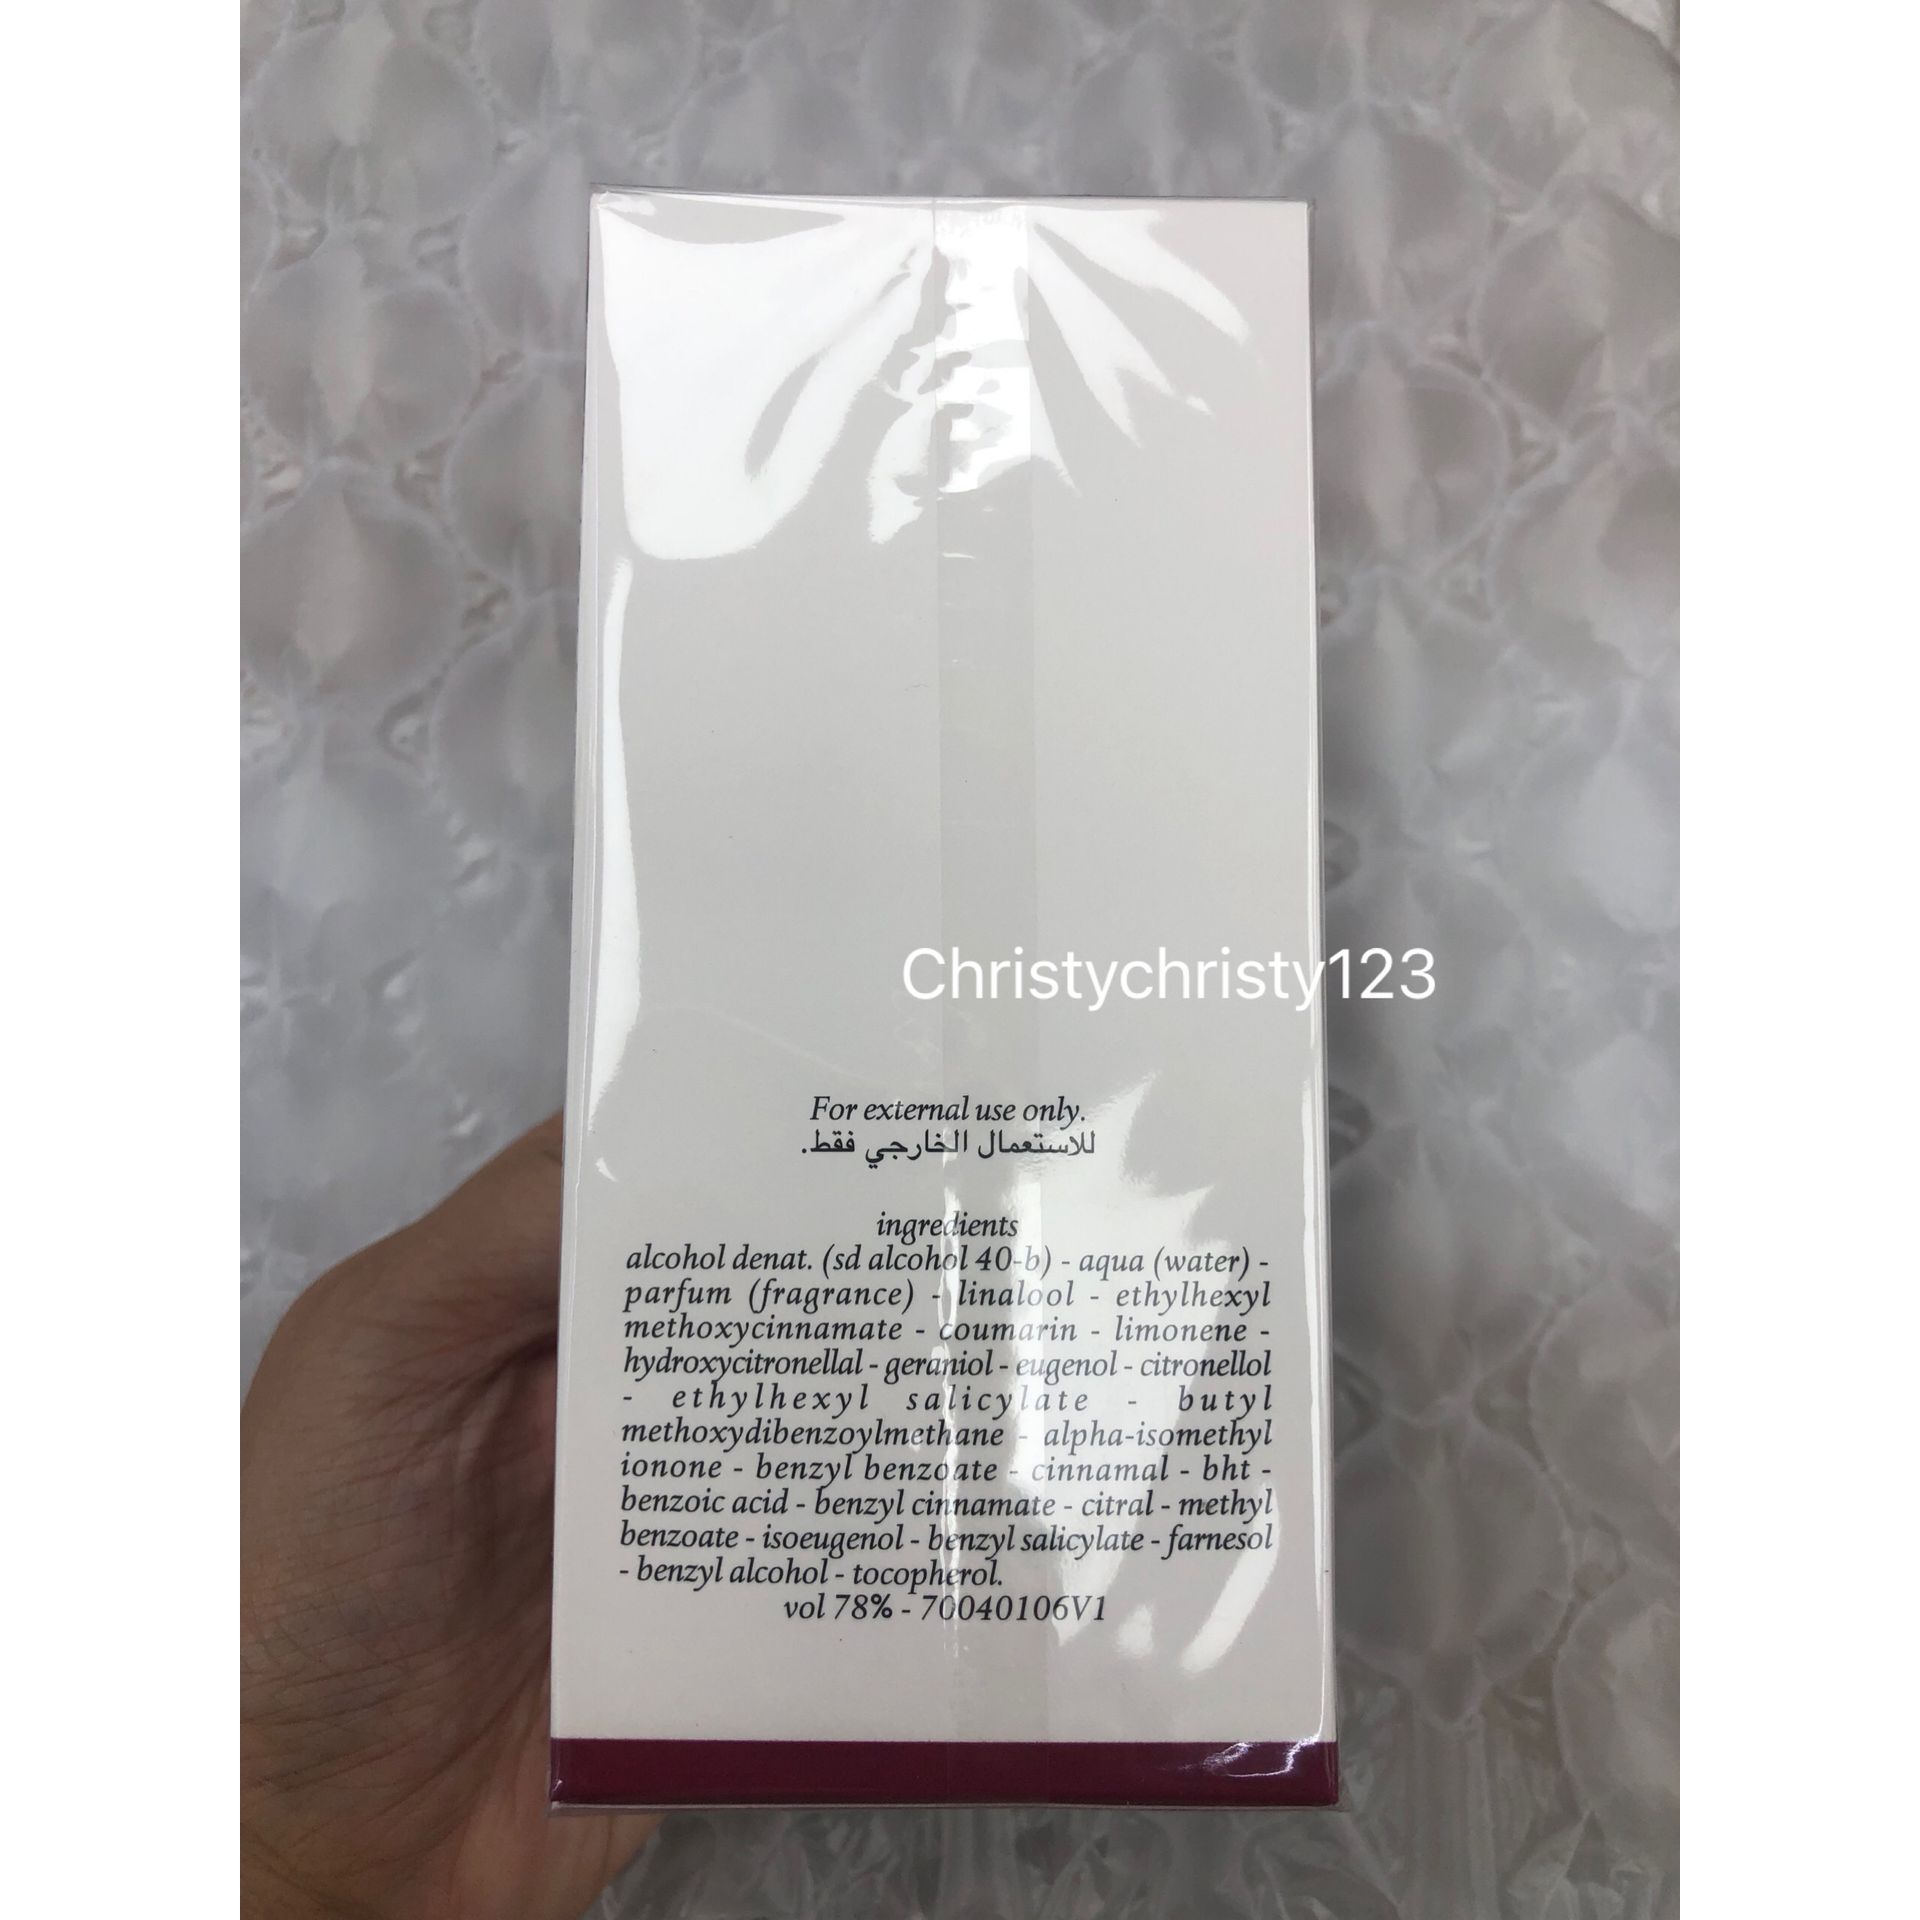 Christychristy123
For external use only.
للاستعمال الخارجي فقط.
ingredients
alcohol denat. (sd alcohol 40-b) - aqua (water) -
parfum (fragrance) - linalool - ethylhexyl
methoxycinnamate - coumarin - limonene -
hydroxycitronellal - geraniol - eugenol - citronellol
- ethylhexyl salicylate - butyl
methoxydibenzoylmethane - alpha-isomethyl
ionone - benzyl benzoate - cinnamal - bht -
benzoic acid - benzyl cinnamate - citral - methyl
benzoate - isoeugenol - benzyl salicylate - farnesol
- benzyl alcohol - tocopherol.
vol 78% - 70040106V1